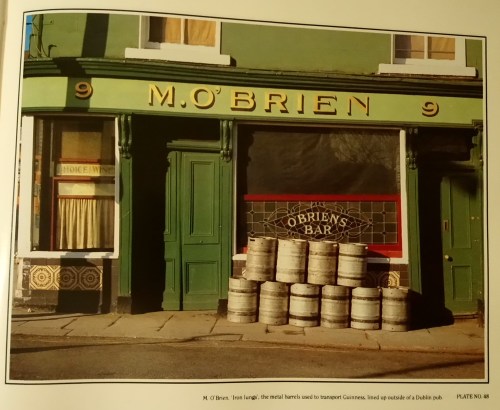 9 M. O'BRIEN 9
O'BRIEN'S
BAR
M. O'Brien. 'Iron lungs', the metal barrels used to transport Guinness, lined up outside of a Dublin pub.
PLATE NO. 48